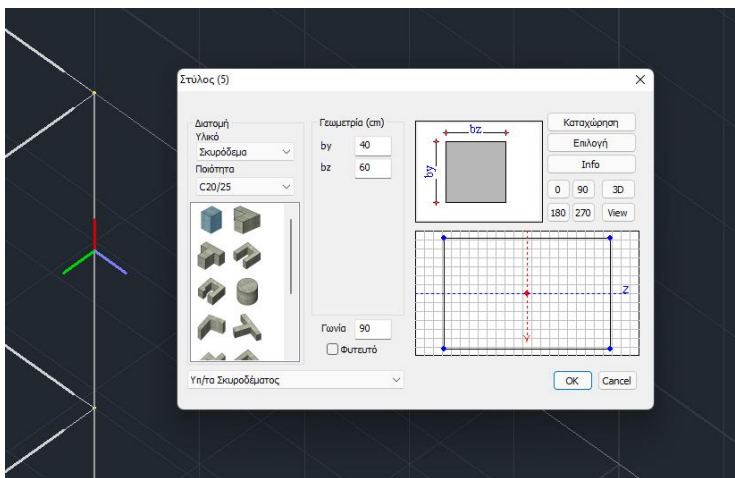 Στύλος (5)
Διατομή
Υλικό
Σκυρόδεμα
Ποιότητα
C20/25
Γεωμετρία (cm)
by 40
bz 60
Γωνία 90
Φυτευτό
bz
by
Καταχώρηση
Επιλογή
Info
0 90 3D
180 270 View
Z
Y
Υπ/τα Σκυροδέματος
OK Cancel